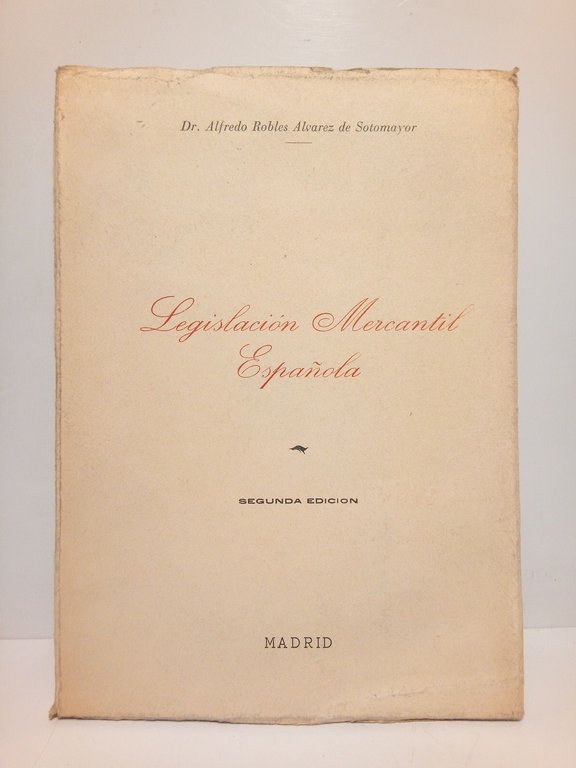 Dr. Alfredo Robles Alvarez de Sotomayor
Legislación Mercantil
Española
SEGUNDA EDICION
MADRID